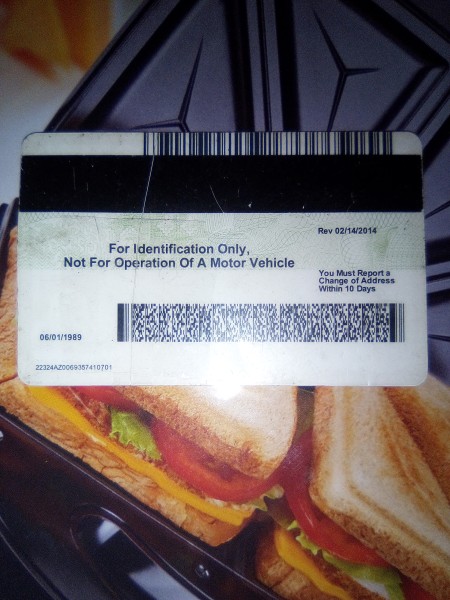 Rev 02/14/2014
For Identification Only,
Not For Operation Of A Motor Vehicle
You Must Report a
Change of Address
Within 10 Days
06/01/1989
22324AZ0069357410701